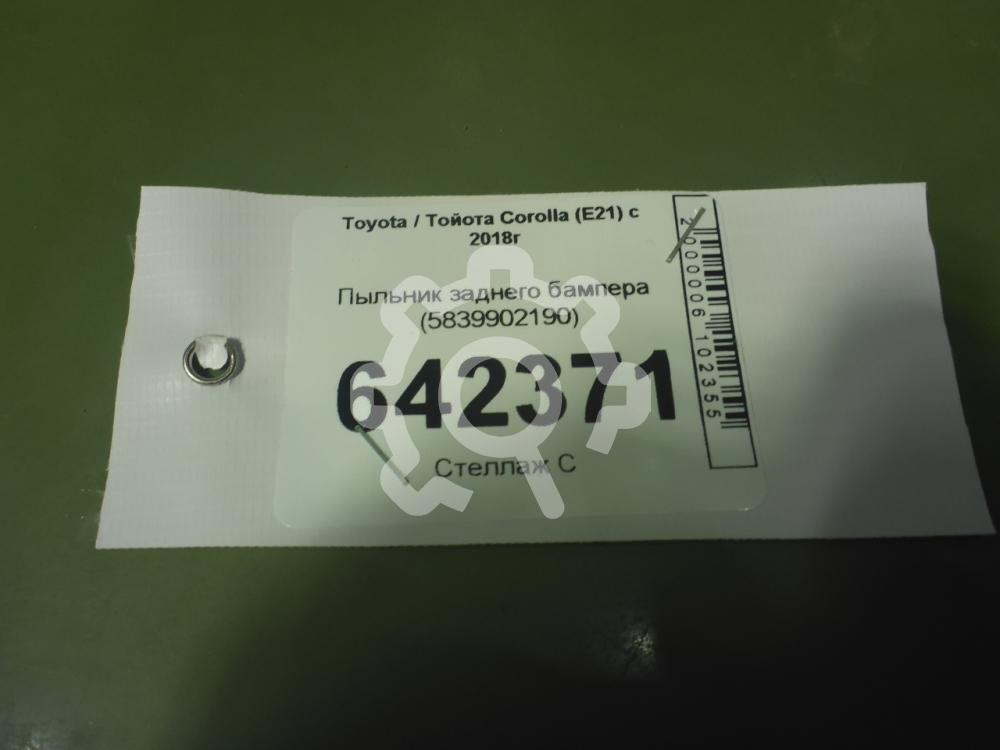 Toyota / Тойота Corolla (E21) с
2018г
Пыльник заднего бампера
(5839902190)
642371
Стеллаж С
2000006102355